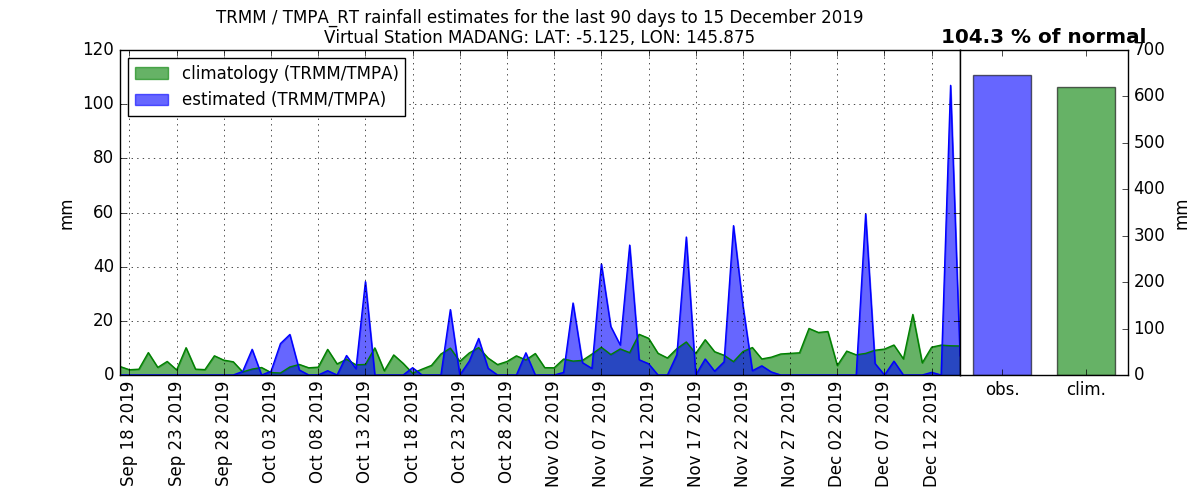 TRMM / TMPA_RT rainfall estimates for the last 90 days to 15 December 2019
Virtual Station MADANG: LAT: -5.125, LON: 145.875
104.3 % of normal
climatology (TRMM/TMPA)
estimated (TRMM/TMPA)
mm
120
100
80
60
40
20
0
Sep 18 2019
Sep 23 2019
Sep 28 2019
Oct 03 2019
Oct 08 2019
Oct 13 2019
Oct 18 2019
Oct 23 2019
Oct 28 2019
Nov 02 2019
Nov 07 2019
Nov 12 2019
Nov 17 2019
Nov 22 2019
Nov 27 2019
Dec 02 2019
Dec 07 2019
Dec 12 2019
obs.
clim.
700
600
500
400
300
200
100
0
mm